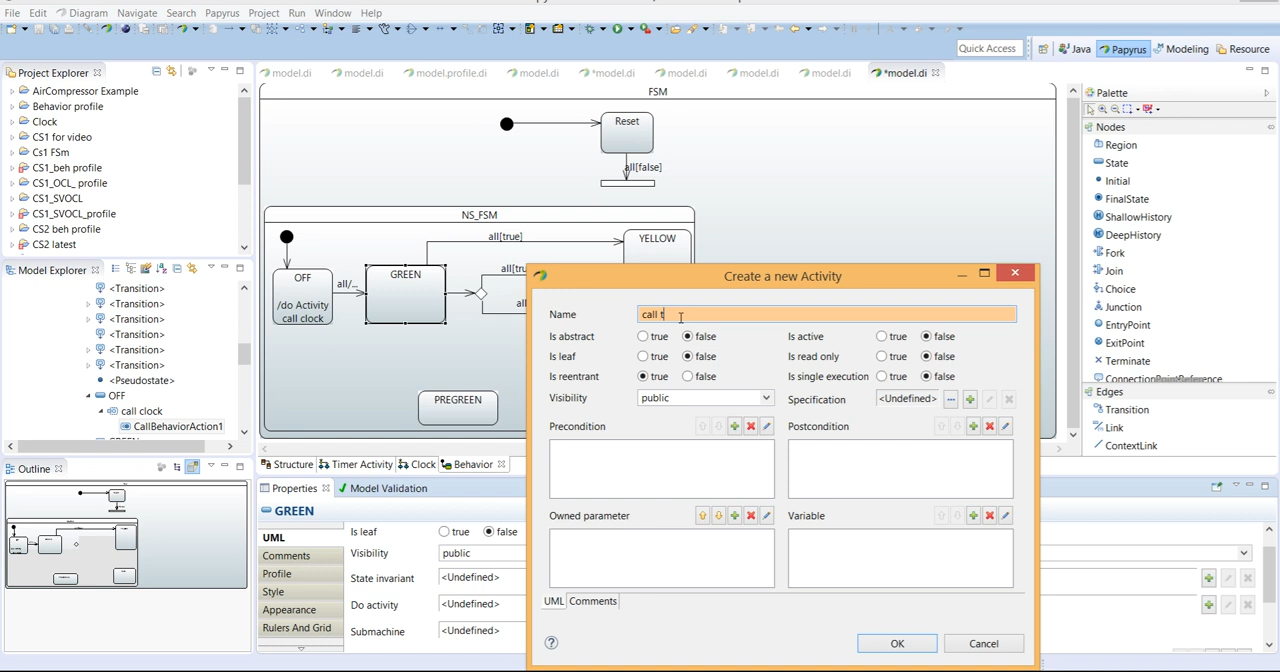 File Edit Diagram Navigate Search Papyrus Project Run Window Help
Quick Access Java Papyrus Modeling Resource
Project Explorer
AirCompressor Example
Behavior profile
Clock
CS1 for video
Cs1 FSm
CS1_beh profile
CS1_OCL_ profile
CS1_SVOCL
CS1_SVOCL_profile
CS2 beh profile
CS2 latest
model.di model.di model.profile.di model.di *model.di model.di model.di model.di *model.di
FSM
Reset
all[false]
NS_FSM
all[true]
YELLOW
OFF
/do Activity
call clock
all/...
GREEN
all[tru
all
PREGREEN
Palette
Nodes
Region
State
Initial
FinalState
ShallowHistory
DeepHistory
Fork
Join
Choice
Junction
EntryPoint
ExitPoint
Terminate
ConnectionPointReference
Edges
Transition
Link
ContextLink
Model Explorer
<Transition>
<Transition>
<Transition>
<Transition>
<Transition>
<Transition>
<Pseudostate>
OFF
call clock
CallBehaviorAction1
Outline
Structure Timer Activity Clock Behavior
Properties Model Validation
GREEN
UML
Comments
Profile
Style
Appearance
Rulers And Grid
Is leaf true false
Visibility public
State invariant <Undefined>
Do activity <Undefined>
Submachine <Undefined>
Create a new Activity
Name call t
Is abstract true false Is active true false
Is leaf true false Is read only true false
Is reentrant true false Is single execution true false
Visibility public Specification <Undefined>
Precondition Postcondition
Owned parameter Variable
UML Comments
OK Cancel